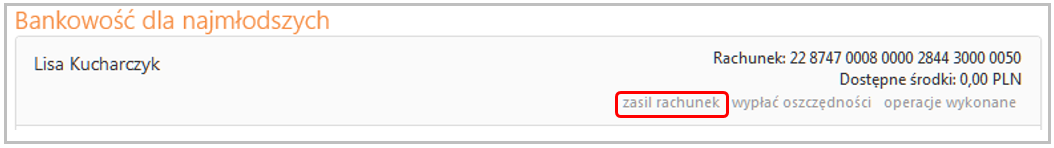 Bankowość dla najmłodszych
Lisa Kucharczyk
Rachunek: 22 8747 0008 0000 2844 3000 0050
Dostępne środki: 0,00 PLN
zasil rachunek wypłać oszczędności operacje wykonane